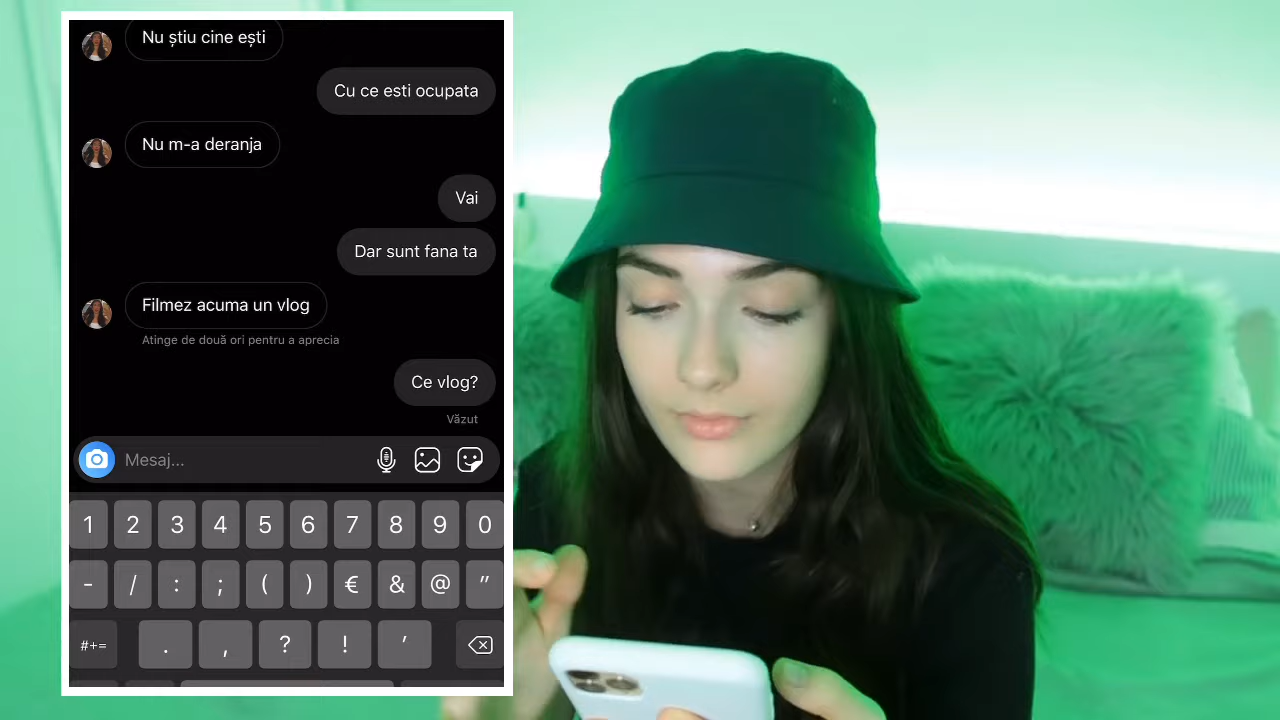 Nu știu cine ești
Cu ce esti ocupata
Nu m-a deranja
Vai
Dar sunt fana ta
Filmez acuma un vlog
Atinge de două ori pentru a aprecia
Ce vlog?
Văzut
Mesaj...
1 2 3 4 5 6 7 8 9 0
- / : ; ( ) € & @ "
#+= . , ? ! '